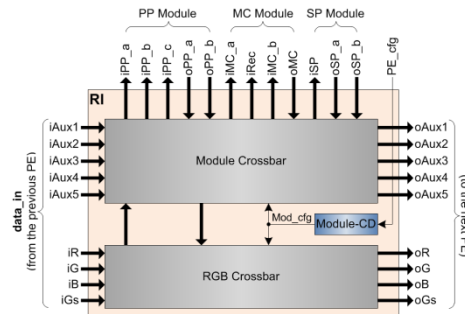 PP Module
MC Module
SP Module
iPP_a
iPP_b
iPP_c
oPP_a
oPP_b
iMC_a
iRec
iMC_b
oMC
iSP
oSP_a
oSP_b
PE_cfg
RI
data_in
(from the previous PE)
iAux1
iAux2
iAux3
iAux4
iAux5
Module Crossbar
oAux1
oAux2
oAux3
oAux4
oAux5
Mod_cfg
Module-CD
iR
iG
iB
iGs
RGB Crossbar
oR
oG
oB
oGs